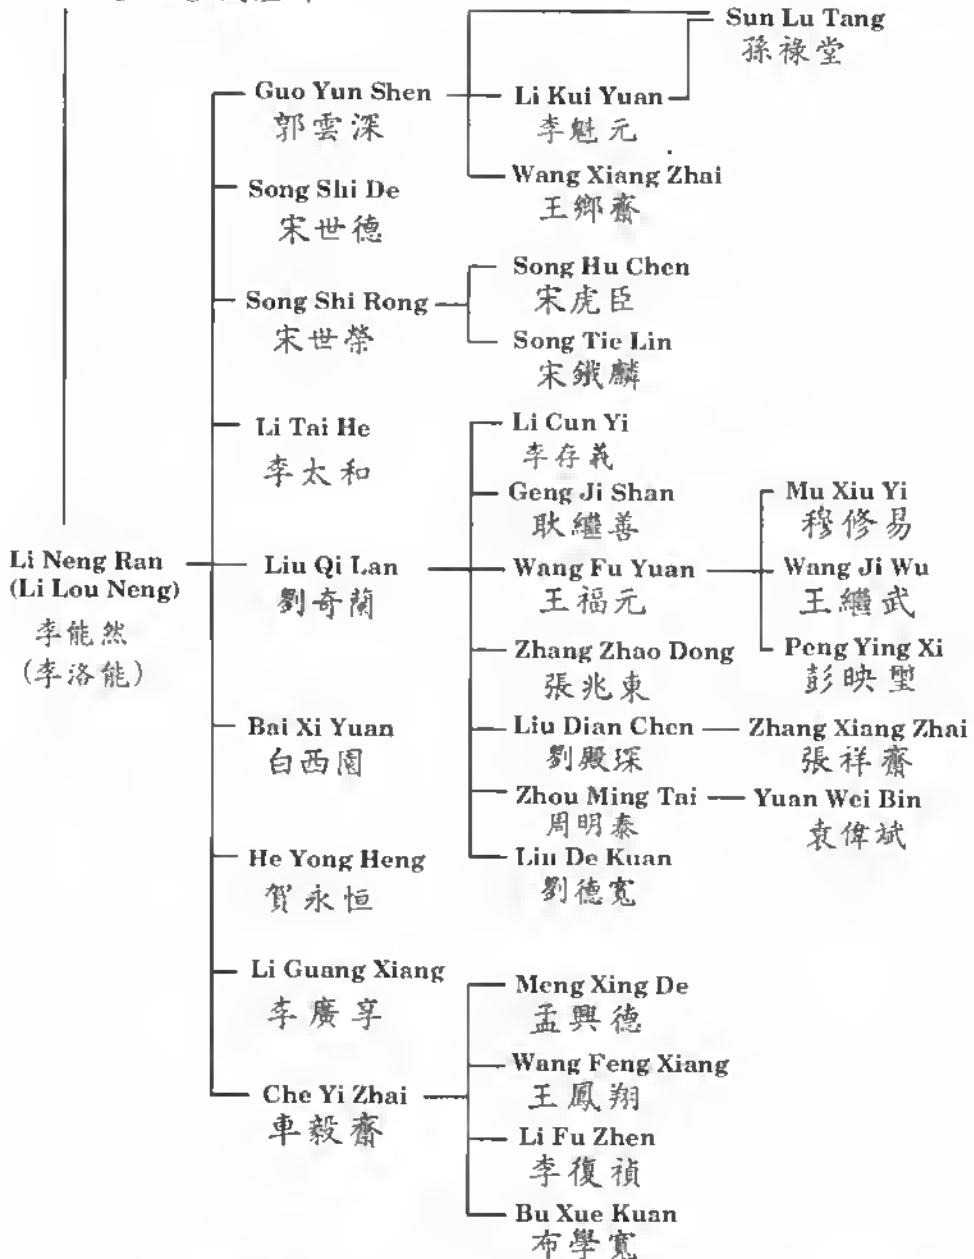 Sun Lu Tang
孫祿堂
Guo Yun Shen
郭雲深
Li Kui Yuan
李魁元
Wang Xiang Zhai
王鄉齋
Song Shi De
宋世德
Song Shi Rong
宋世榮
Song Hu Chen
宋虎臣
Song Tie Lin
宋鐵麟
Li Tai He
李太和
Li Neng Ran
(Li Lou Neng)
李能然
(李洛能)
Liu Qi Lan
劉奇蘭
Li Cun Yi
李存義
Geng Ji Shan
耿繼善
Wang Fu Yuan
王福元
Mu Xiu Yi
穆修易
Wang Ji Wu
王繼武
Peng Ying Xi
彭映璽
Zhang Zhao Dong
張兆東
Liu Dian Chen
劉殿琛
Zhang Xiang Zhai
張祥齋
Zhou Ming Tai
周明泰
Yuan Wei Bin
袁偉斌
Liu De Kuan
劉德寬
Bai Xi Yuan
白西園
He Yong Heng
賀永恒
Li Guang Xiang
李廣亨
Che Yi Zhai
車毅齋
Meng Xing De
孟興德
Wang Feng Xiang
王鳳翔
Li Fu Zhen
李復禎
Bu Xue Kuan
布學寬